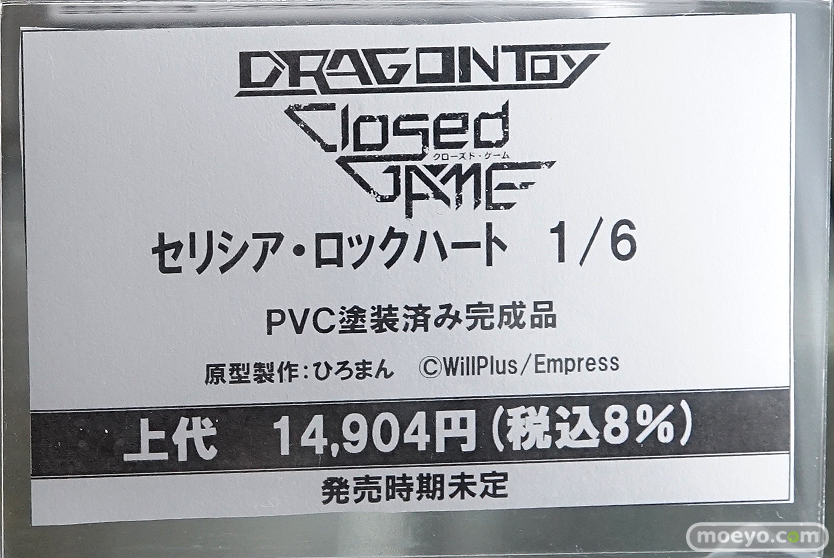 DRAGONTOY
Closed
クローズド・ゲーム
GAME
セリシア・ロックハート 1/6
PVC塗装済み完成品
原型製作:ひろまん ©WillPlus/Empress
上代 14,904円(税込8%)
発売時期未定
moeyo.com